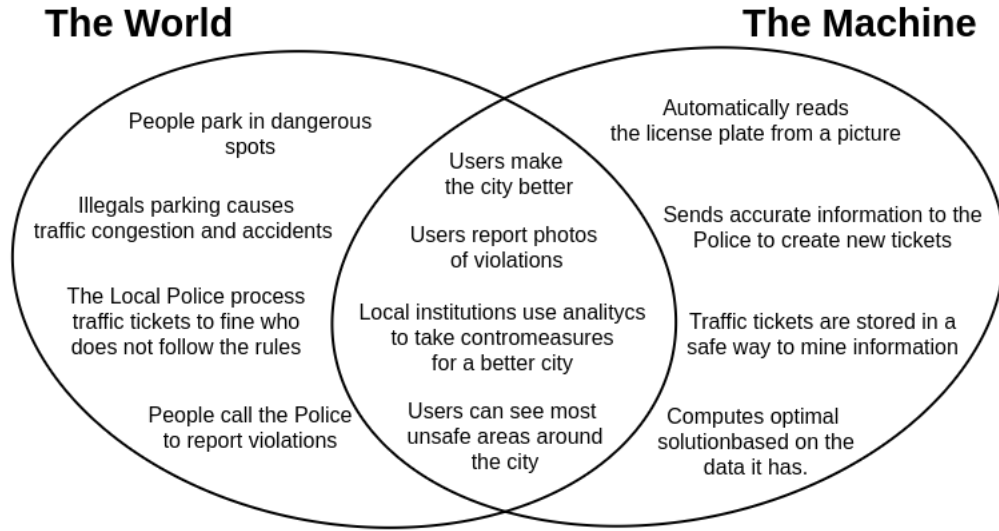 The World
The Machine
People park in dangerous
spots
Illegals parking causes
traffic congestion and accidents
The Local Police process
traffic tickets to fine who
does not follow the rules
People call the Police
to report violations
Users make
the city better
Users report photos
of violations
Local institutions use analitycs
to take contromeasures
for a better city
Users can see most
unsafe areas around
the city
Automatically reads
the license plate from a picture
Sends accurate information to the
Police to create new tickets
Traffic tickets are stored in a
safe way to mine information
Computes optimal
solutionbased on the
data it has.